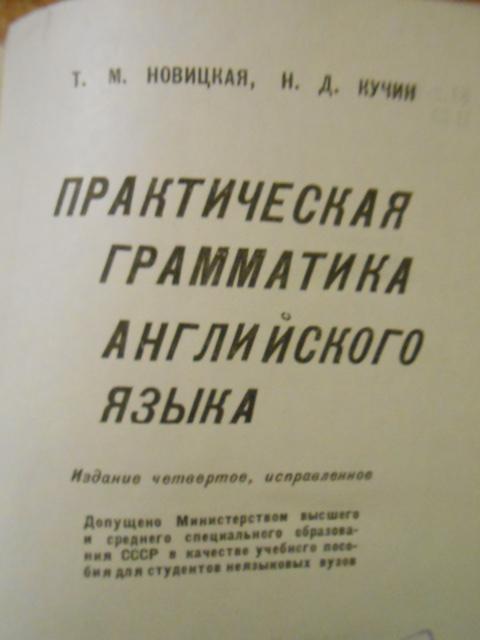 Т. М. НОВИЦКАЯ, Н. Д. КУЧИН
ПРАКТИЧЕСКАЯ
ГРАММАТИКА
АНГЛИЙСКОГО
ЯЗЫКА
Издание четвертое, исправленное
Допущено Министерством высшего
и среднего специального образова-
ния СССР в качестве учебного посо-
бия для студентов неязыковых вузов